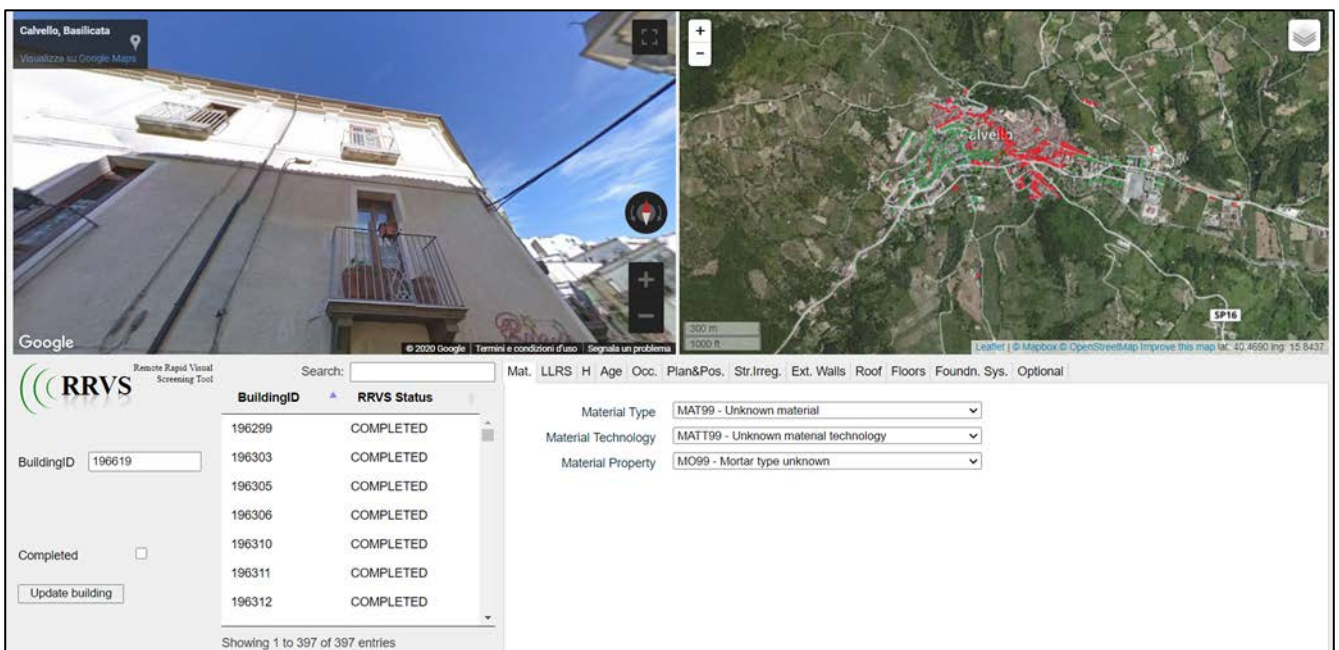 Calvello, Basilicata
Visualizza su Google Maps
Google
© 2020 Google Termini e condizioni d'uso Segnala un problema
+
−
Calvello
SP16
300 m
1000 ft
Leaflet | © Mapbox © OpenStreetMap Improve this map lat: 40.4690 lng: 15.8437
RRVS
Remote Rapid Visual
Screening Tool
BuildingID 196619
Completed
Update building
Search:
BuildingID RRVS Status
196299 COMPLETED
196303 COMPLETED
196305 COMPLETED
196306 COMPLETED
196310 COMPLETED
196311 COMPLETED
196312 COMPLETED
Showing 1 to 397 of 397 entries
Mat. LLRS H Age Occ. Plan&Pos. Str.Irreg. Ext. Walls Roof Floors Foundn. Sys. Optional
Material Type MAT99 - Unknown material
Material Technology MATT99 - Unknown material technology
Material Property MO99 - Mortar type unknown